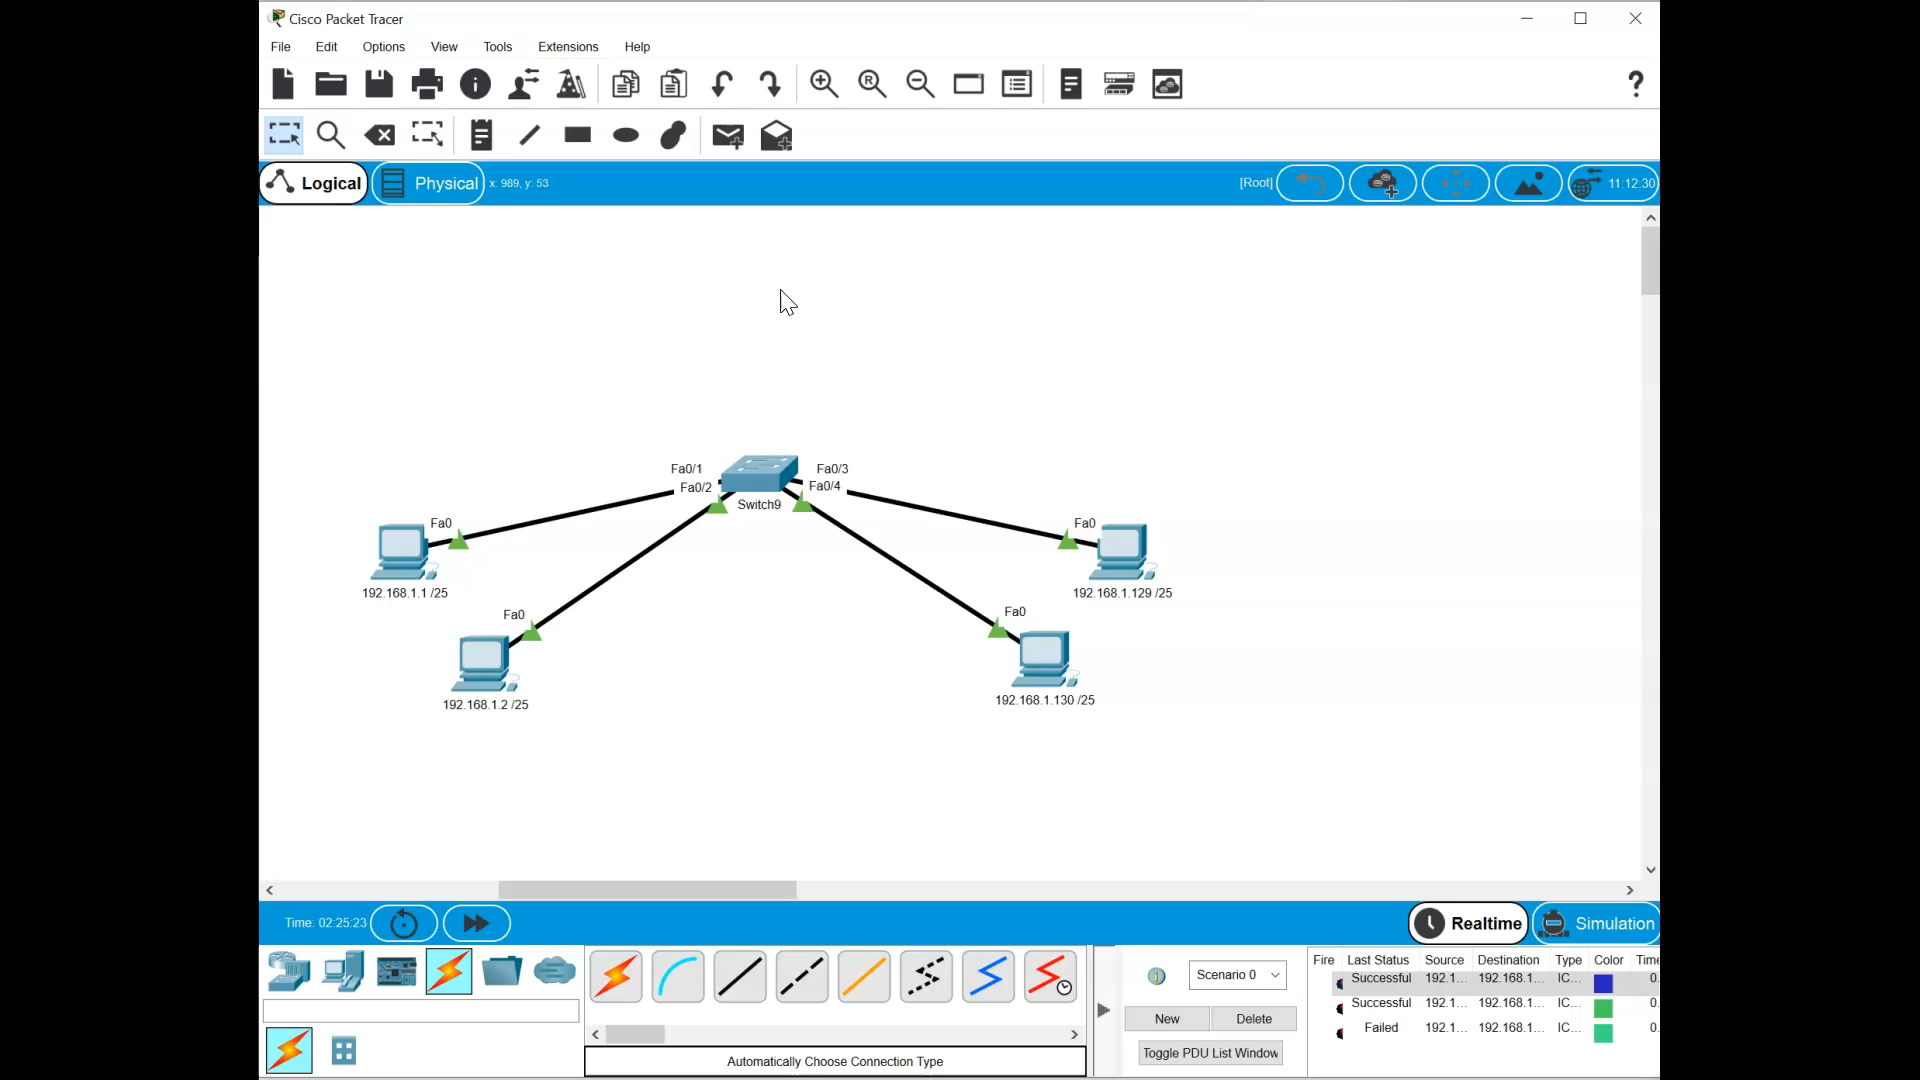 Cisco Packet Tracer
File Edit Options View Tools Extensions Help
Logical Physical x: 989, y: 53 [Root] 11:12:30
Fa0/1 Fa0/3
Fa0/2 Fa0/4
Switch9
Fa0 Fa0
192.168.1.1 /25 192.168.1.129 /25
Fa0 Fa0
192.168.1.2 /25 192.168.1.130 /25
Time: 02:25:23 Realtime Simulation
Fire Last Status Source Destination Type Color Time
Scenario 0
Successful 192.1... 192.168.1... IC... 0.
Successful 192.1... 192.168.1... IC... 0.
New Delete
Failed 192.1... 192.168.1... IC... 0.
Toggle PDU List Window
Automatically Choose Connection Type